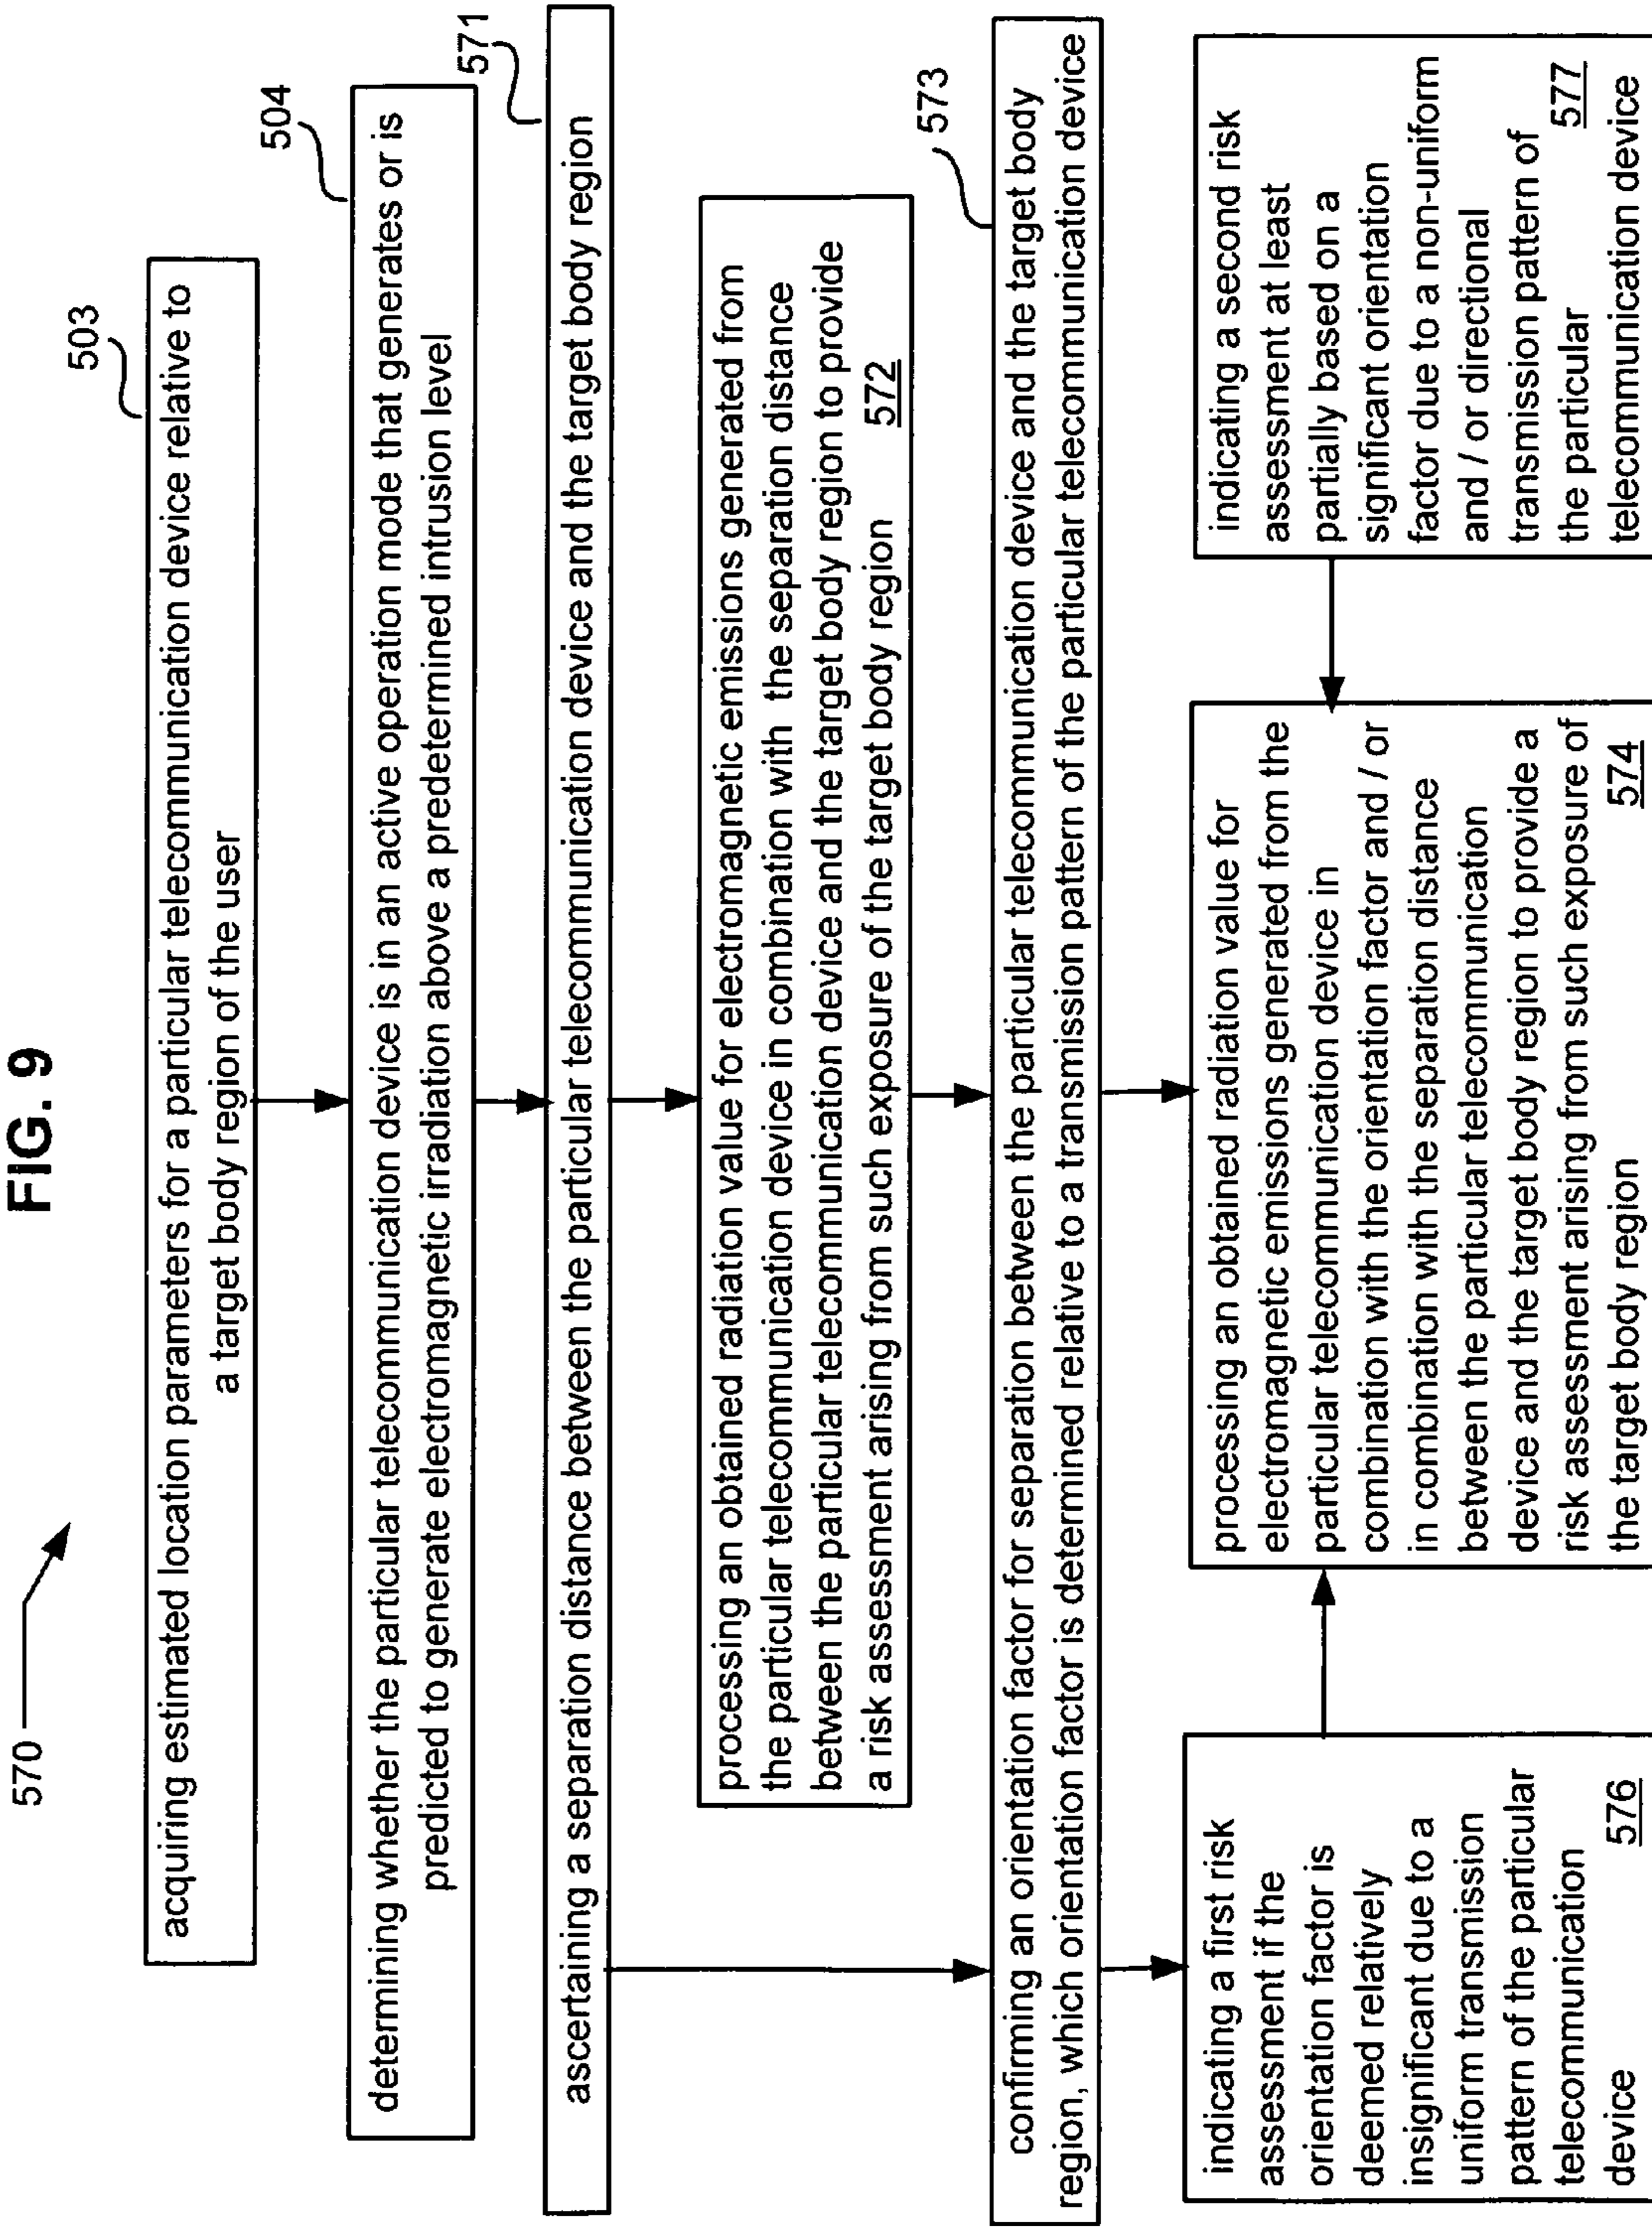 FIG. 9
570
503
acquiring estimated location parameters for a particular telecommunication device relative to
a target body region of the user
504
determining whether the particular telecommunication device is in an active operation mode that generates or is
predicted to generate electromagnetic irradiation above a predetermined intrusion level
571
ascertaining a separation distance between the particular telecommunication device and the target body region
processing an obtained radiation value for electromagnetic emissions generated from
the particular telecommunication device in combination with the separation distance
between the particular telecommunication device and the target body region to provide
a risk assessment arising from such exposure of the target body region 572
573
confirming an orientation factor for separation between the particular telecommunication device and the target body
region, which orientation factor is determined relative to a transmission pattern of the particular telecommunication device
indicating a first risk
assessment if the
orientation factor is
deemed relatively
insignificant due to a
uniform transmission
pattern of the particular
telecommunication
device 576
processing an obtained radiation value for
electromagnetic emissions generated from the
particular telecommunication device in
combination with the orientation factor and / or
in combination with the separation distance
between the particular telecommunication
device and the target body region to provide a
risk assessment arising from such exposure of
the target body region 574
indicating a second risk
assessment at least
partially based on a
significant orientation
factor due to a non-uniform
and / or directional
transmission pattern of
the particular 577
telecommunication device